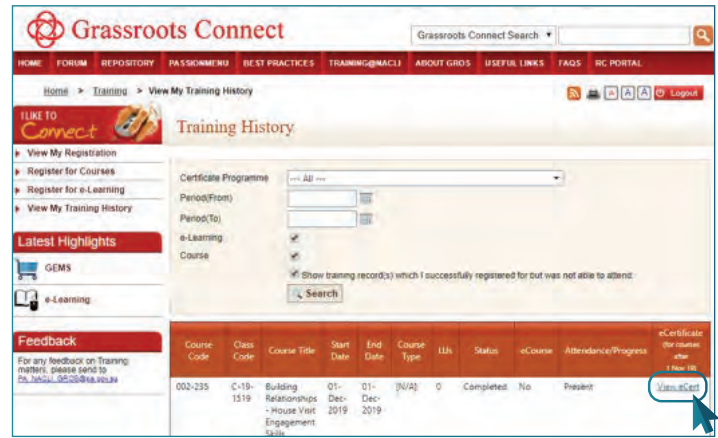 Grassroots Connect
Grassroots Connect Search
HOME FORUM REPOSITORY PASSIONMENU BEST PRACTICES TRAINING@NACLI ABOUT GROS USEFUL LINKS FAQS RC PORTAL
Home > Training > View My Training History
A A A Logout
I LIKE TO
Connect
View My Registration
Register for Courses
Register for e-Learning
View My Training History
Latest Highlights
GEMS
e-Learning
Feedback
For any feedback on Training
matters, please send to
Training History
Certificate Programme --- All ---
Period(From)
Period(To)
e-Learning
Course
Show training record(s) which I successfully registered for but was not able to attend.
Search
Course Code Class Code Course Title Start Date End Date Course Type LUs Status eCourse Attendance/Progress eCertificate (for courses after 1 Nov 19)
002-235 C-19-1519 Building Relationships - House Visit Engagement Skills 01-Dec-2019 01-Dec-2019 [N/A] 0 Completed No Present View eCert